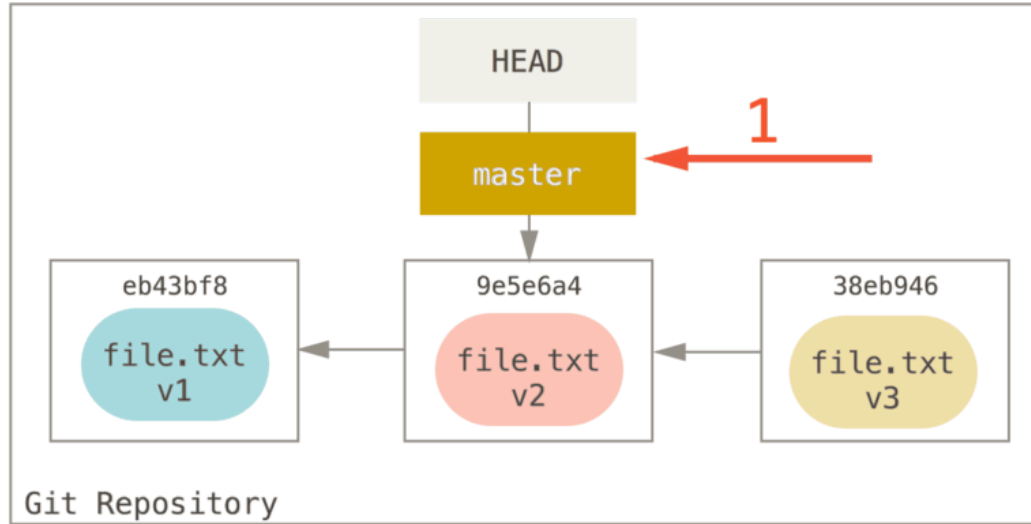 HEAD
1
master
eb43bf8
file.txt
v1
9e5e6a4
file.txt
v2
38eb946
file.txt
v3
Git Repository